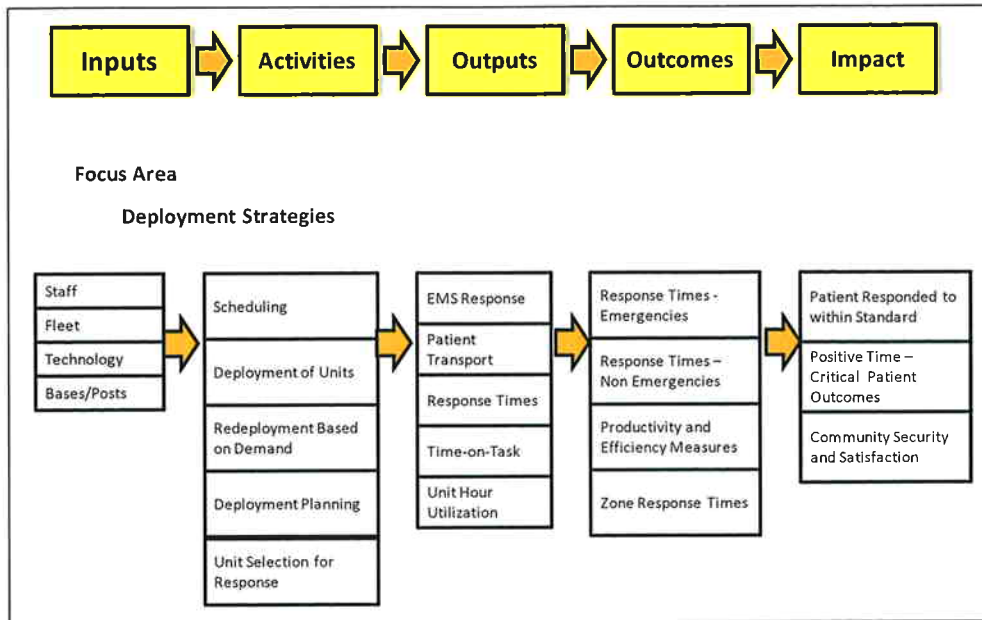 Inputs
Activities
Outputs
Outcomes
Impact
Focus Area
Deployment Strategies
Staff
Fleet
Technology
Bases/Posts
Scheduling
Deployment of Units
Redeployment Based
on Demand
Deployment Planning
Unit Selection for
Response
EMS Response
Patient
Transport
Response Times
Time-on-Task
Unit Hour
Utilization
Response Times -
Emergencies
Response Times –
Non Emergencies
Productivity and
Efficiency Measures
Zone Response Times
Patient Responded to
within Standard
Positive Time –
Critical Patient
Outcomes
Community Security
and Satisfaction